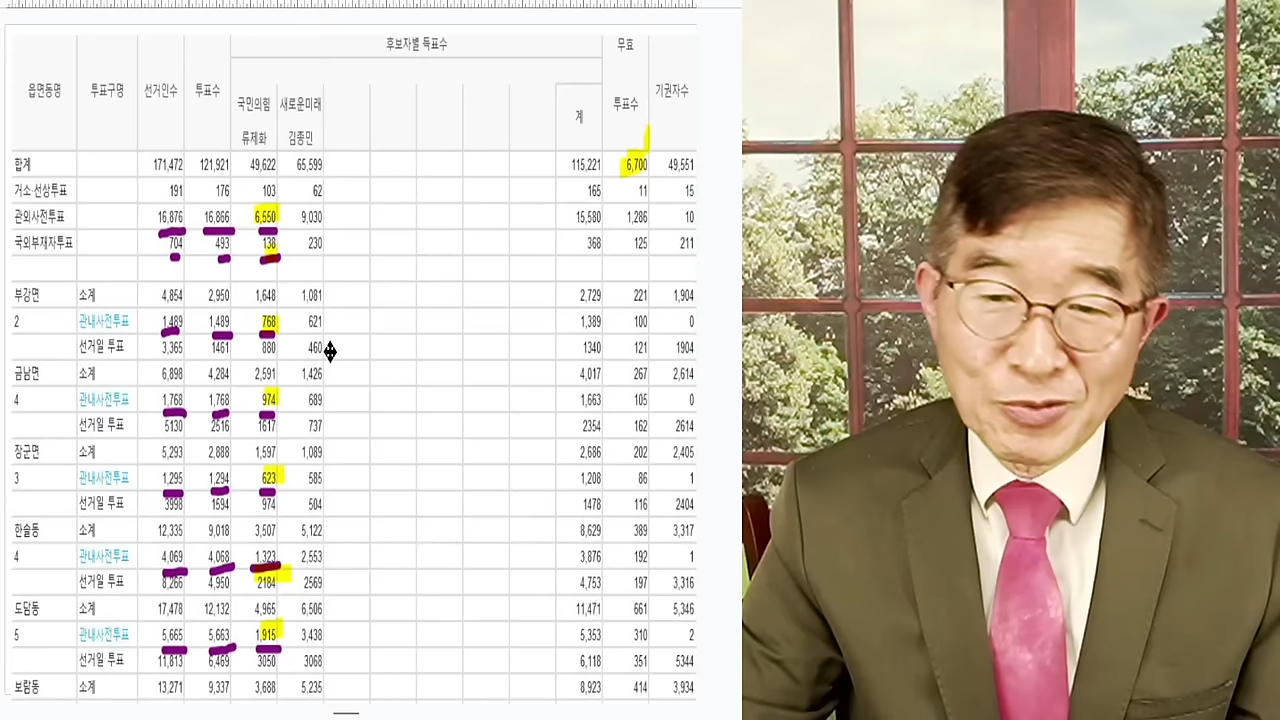 후보자별 득표수 무효
읍면동명 투표구명 선거인수 투표수 국민의힘 새로운미래 계 투표수 기권자수
류제화 김종민
합계 171,472 121,921 49,622 65,599 115,221 6,700 49,551
거소·선상투표 191 176 103 62 165 11 15
관외사전투표 16,876 16,866 6,550 9,030 15,580 1,286 10
국외부재자투표 704 493 138 230 368 125 211
부강면 소계 4,854 2,950 1,648 1,081 2,729 221 1,904
2 관내사전투표 1,489 1,489 768 621 1,389 100 0
선거일 투표 3,365 1461 880 460 1340 121 1904
금남면 소계 6,898 4,284 2,591 1,426 4,017 267 2,614
4 관내사전투표 1,768 1,768 974 689 1,663 105 0
선거일 투표 5130 2516 1617 737 2354 162 2614
장군면 소계 5,293 2,888 1,597 1,089 2,686 202 2,405
3 관내사전투표 1,295 1,294 623 585 1,208 86 1
선거일 투표 3998 1594 974 504 1478 116 2404
한솔동 소계 12,335 9,018 3,507 5,122 8,629 389 3,317
4 관내사전투표 4,069 4,068 1,323 2,553 3,876 192 1
선거일 투표 8,266 4,950 2184 2569 4,753 197 3,316
도담동 소계 17,478 12,132 4,965 6,506 11,471 661 5,346
5 관내사전투표 5,665 5,663 1,915 3,438 5,353 310 2
선거일 투표 11,813 6,469 3050 3068 6,118 351 5344
보람동 소계 13,271 9,337 3,688 5,235 8,923 414 3,934